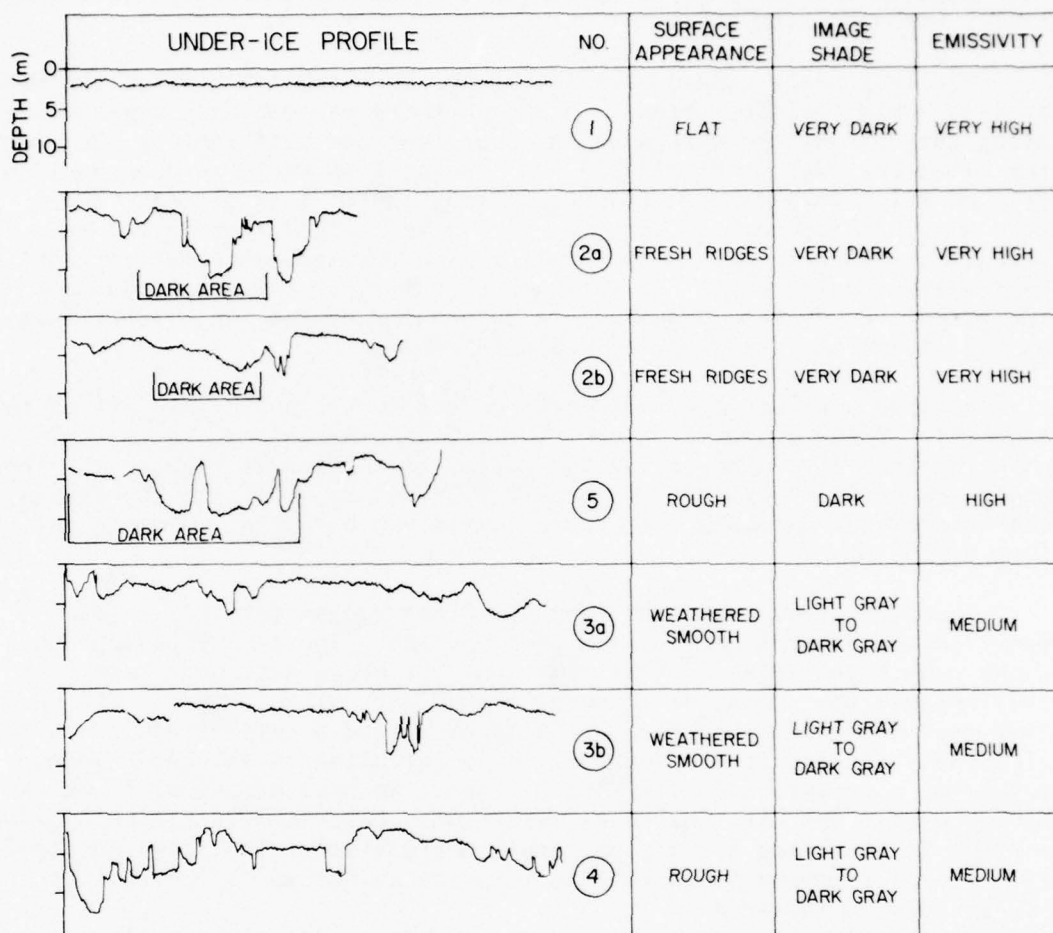 UNDER-ICE PROFILE
NO.
SURFACE
APPEARANCE
IMAGE
SHADE
EMISSIVITY
DEPTH (m)
0
5
10
1
FLAT
VERY DARK
VERY HIGH
DARK AREA
2a
FRESH RIDGES
VERY DARK
VERY HIGH
DARK AREA
2b
FRESH RIDGES
VERY DARK
VERY HIGH
DARK AREA
5
ROUGH
DARK
HIGH
3a
WEATHERED
SMOOTH
LIGHT GRAY
TO
DARK GRAY
MEDIUM
3b
WEATHERED
SMOOTH
LIGHT GRAY
TO
DARK GRAY
MEDIUM
4
ROUGH
LIGHT GRAY
TO
DARK GRAY
MEDIUM